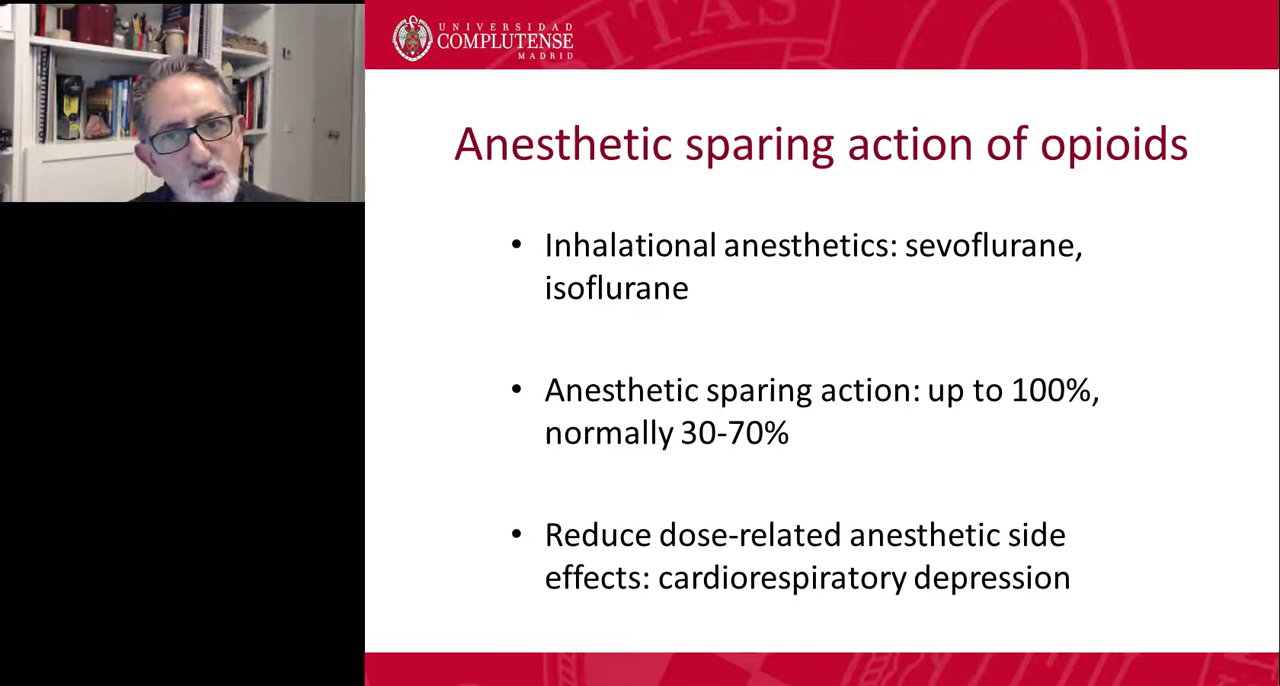 UNIVERSIDAD
COMPLUTENSE
MADRID
Anesthetic sparing action of opioids
• Inhalational anesthetics: sevoflurane,
isoflurane
• Anesthetic sparing action: up to 100%,
normally 30-70%
• Reduce dose-related anesthetic side
effects: cardiorespiratory depression